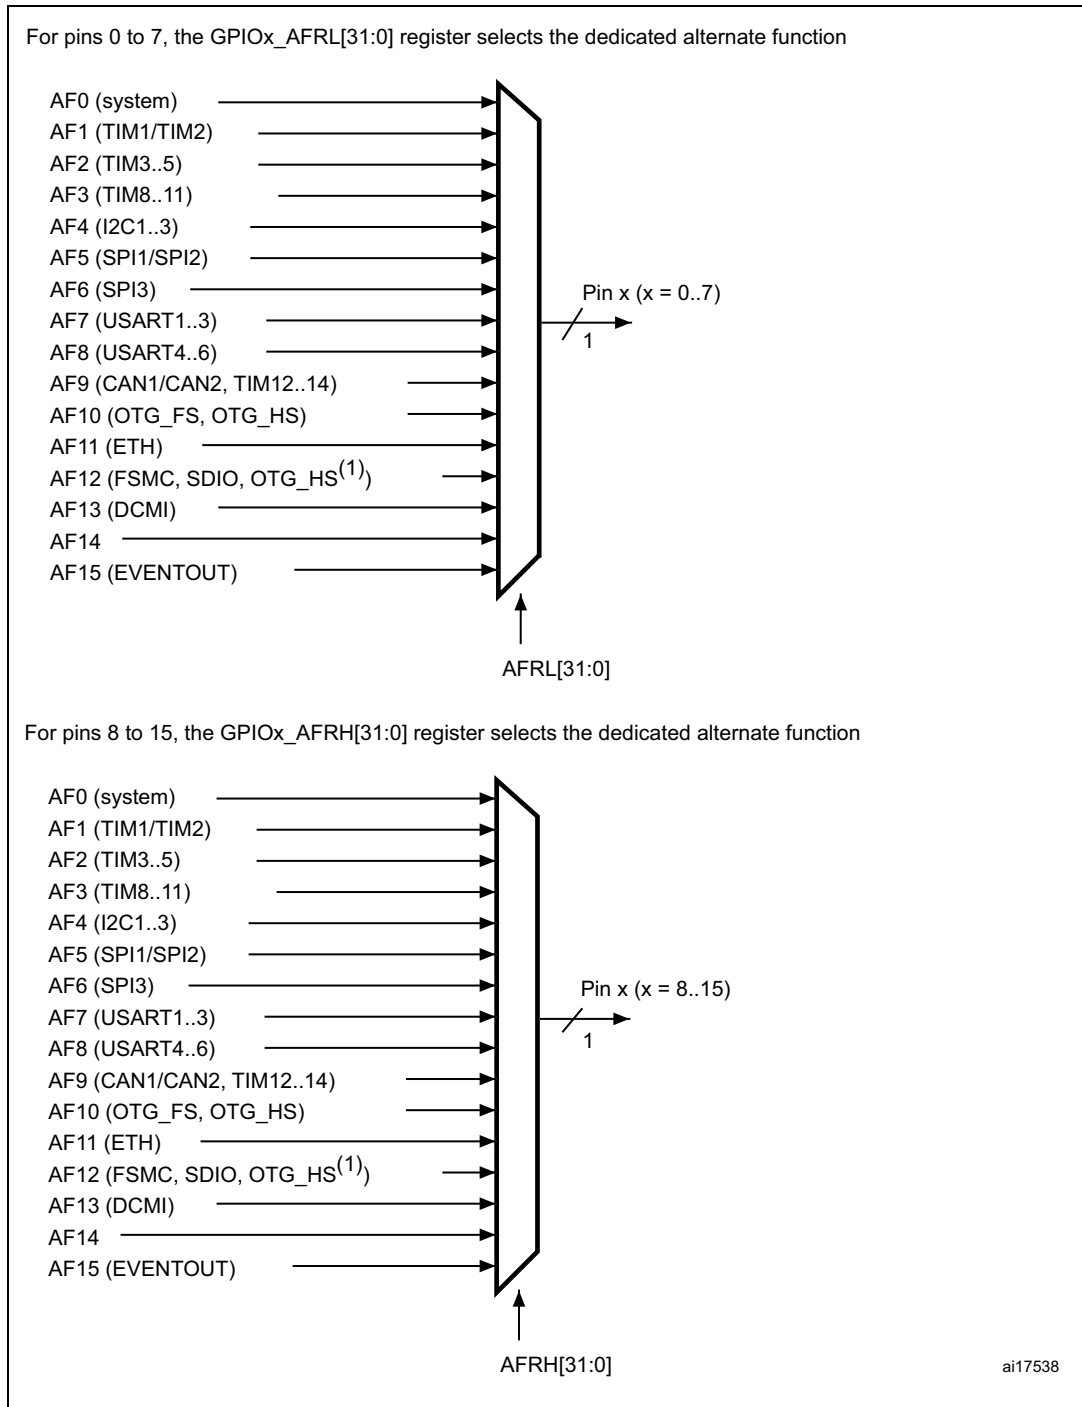 For pins 0 to 7, the GPIOx_AFRL[31:0] register selects the dedicated alternate function
AF0 (system)
AF1 (TIM1/TIM2)
AF2 (TIM3..5)
AF3 (TIM8..11)
AF4 (I2C1..3)
AF5 (SPI1/SPI2)
AF6 (SPI3)
AF7 (USART1..3)
AF8 (USART4..6)
AF9 (CAN1/CAN2, TIM12..14)
AF10 (OTG_FS, OTG_HS)
AF11 (ETH)
AF12 (FSMC, SDIO, OTG_HS(1))
AF13 (DCMI)
AF14
AF15 (EVENTOUT)
Pin x (x = 0..7)
1
AFRL[31:0]
For pins 8 to 15, the GPIOx_AFRH[31:0] register selects the dedicated alternate function
AF0 (system)
AF1 (TIM1/TIM2)
AF2 (TIM3..5)
AF3 (TIM8..11)
AF4 (I2C1..3)
AF5 (SPI1/SPI2)
AF6 (SPI3)
AF7 (USART1..3)
AF8 (USART4..6)
AF9 (CAN1/CAN2, TIM12..14)
AF10 (OTG_FS, OTG_HS)
AF11 (ETH)
AF12 (FSMC, SDIO, OTG_HS(1))
AF13 (DCMI)
AF14
AF15 (EVENTOUT)
Pin x (x = 8..15)
1
AFRH[31:0]
ai17538